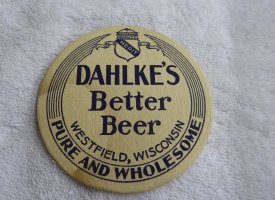 DAHLKE'S
Better
Beer
WESTFIELD, WISCONSIN
PURE AND WHOLESOME